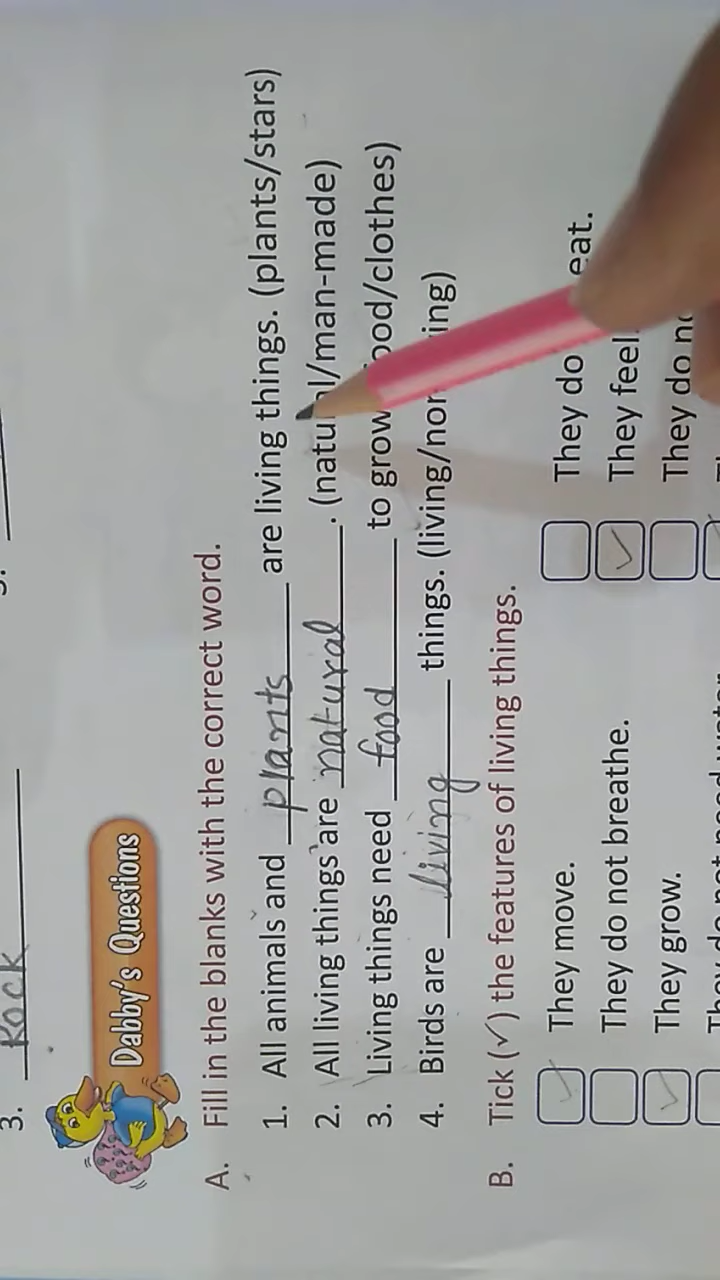 3. Rock
Dabby's Questions
A. Fill in the blanks with the correct word.
1. All animals and plants are living things. (plants/stars)
2. All living things are natural. (natural/man-made)
3. Living things need food to grow. (food/clothes)
4. Birds are living things. (living/non-living)
B. Tick (✓) the features of living things.
✓ They move.
They do eat.
They do not breathe.
✓ They feel.
✓ They grow.
They do